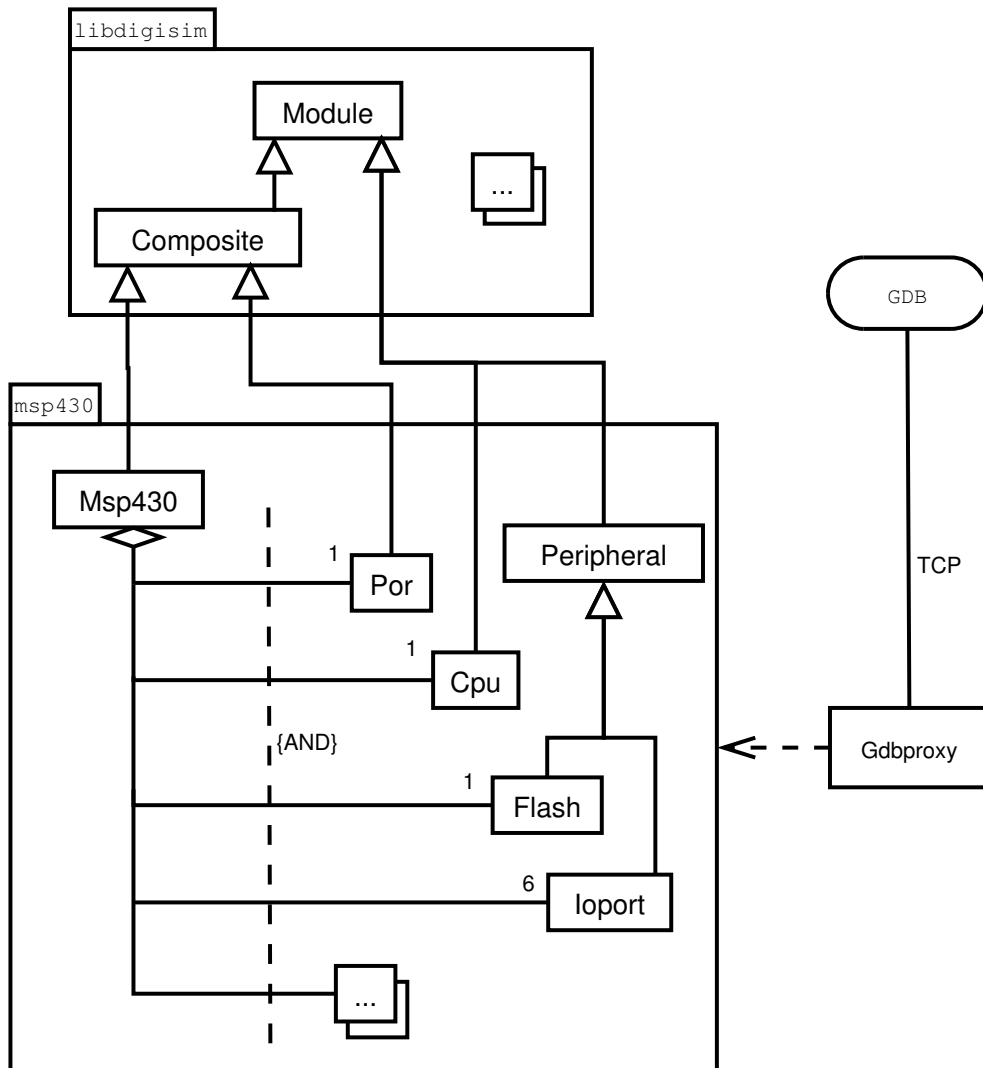 libdigisim
Module
...
Composite
GDB
msp430
Msp430
1
Por
Peripheral
TCP
1
Cpu
{AND}
Gdbproxy
1
Flash
6
Ioport
...